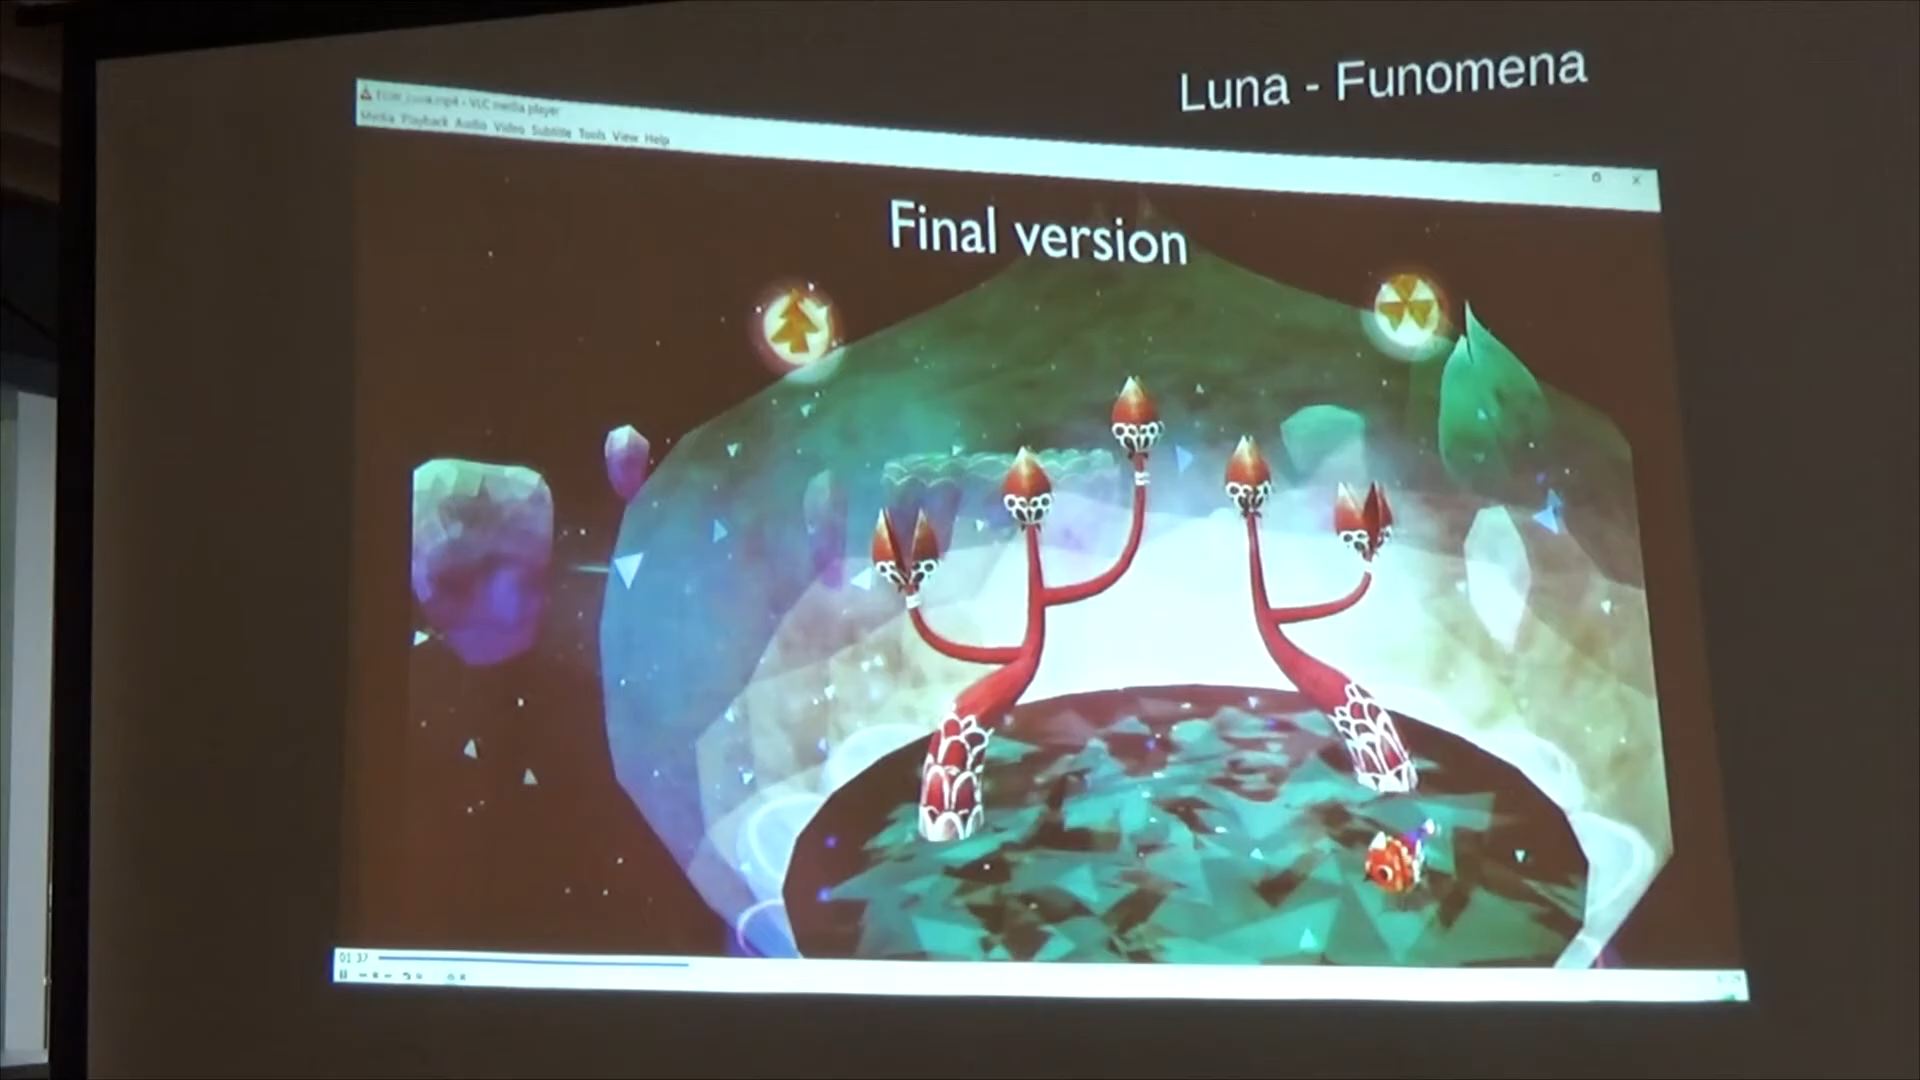 Luna - Funomena
VLC media player
Media Playback Audio Video Subtitle Tools View Help
Final version
01:37